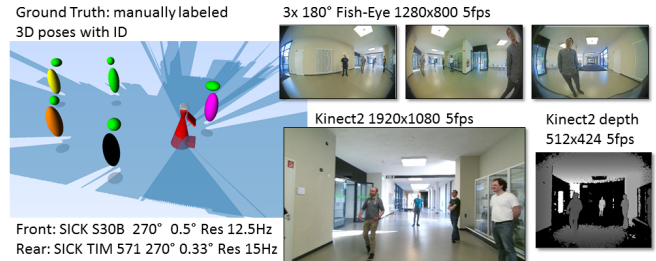 Ground Truth: manually labeled
3D poses with ID
3x 180° Fish-Eye 1280x800 5fps
Kinect2 1920x1080 5fps
Kinect2 depth
512x424 5fps
Front: SICK S30B 270° 0.5° Res 12.5Hz
Rear: SICK TIM 571 270° 0.33° Res 15Hz